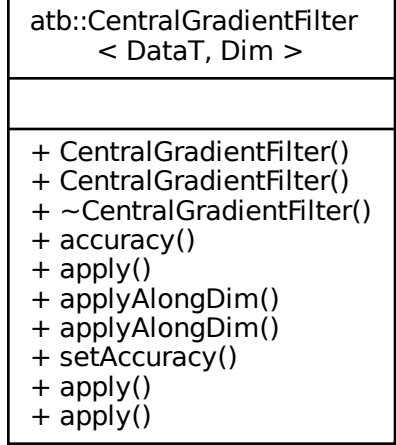 atb::CentralGradientFilter
< DataT, Dim >
+ CentralGradientFilter()
+ CentralGradientFilter()
+ ~CentralGradientFilter()
+ accuracy()
+ apply()
+ applyAlongDim()
+ applyAlongDim()
+ setAccuracy()
+ apply()
+ apply()